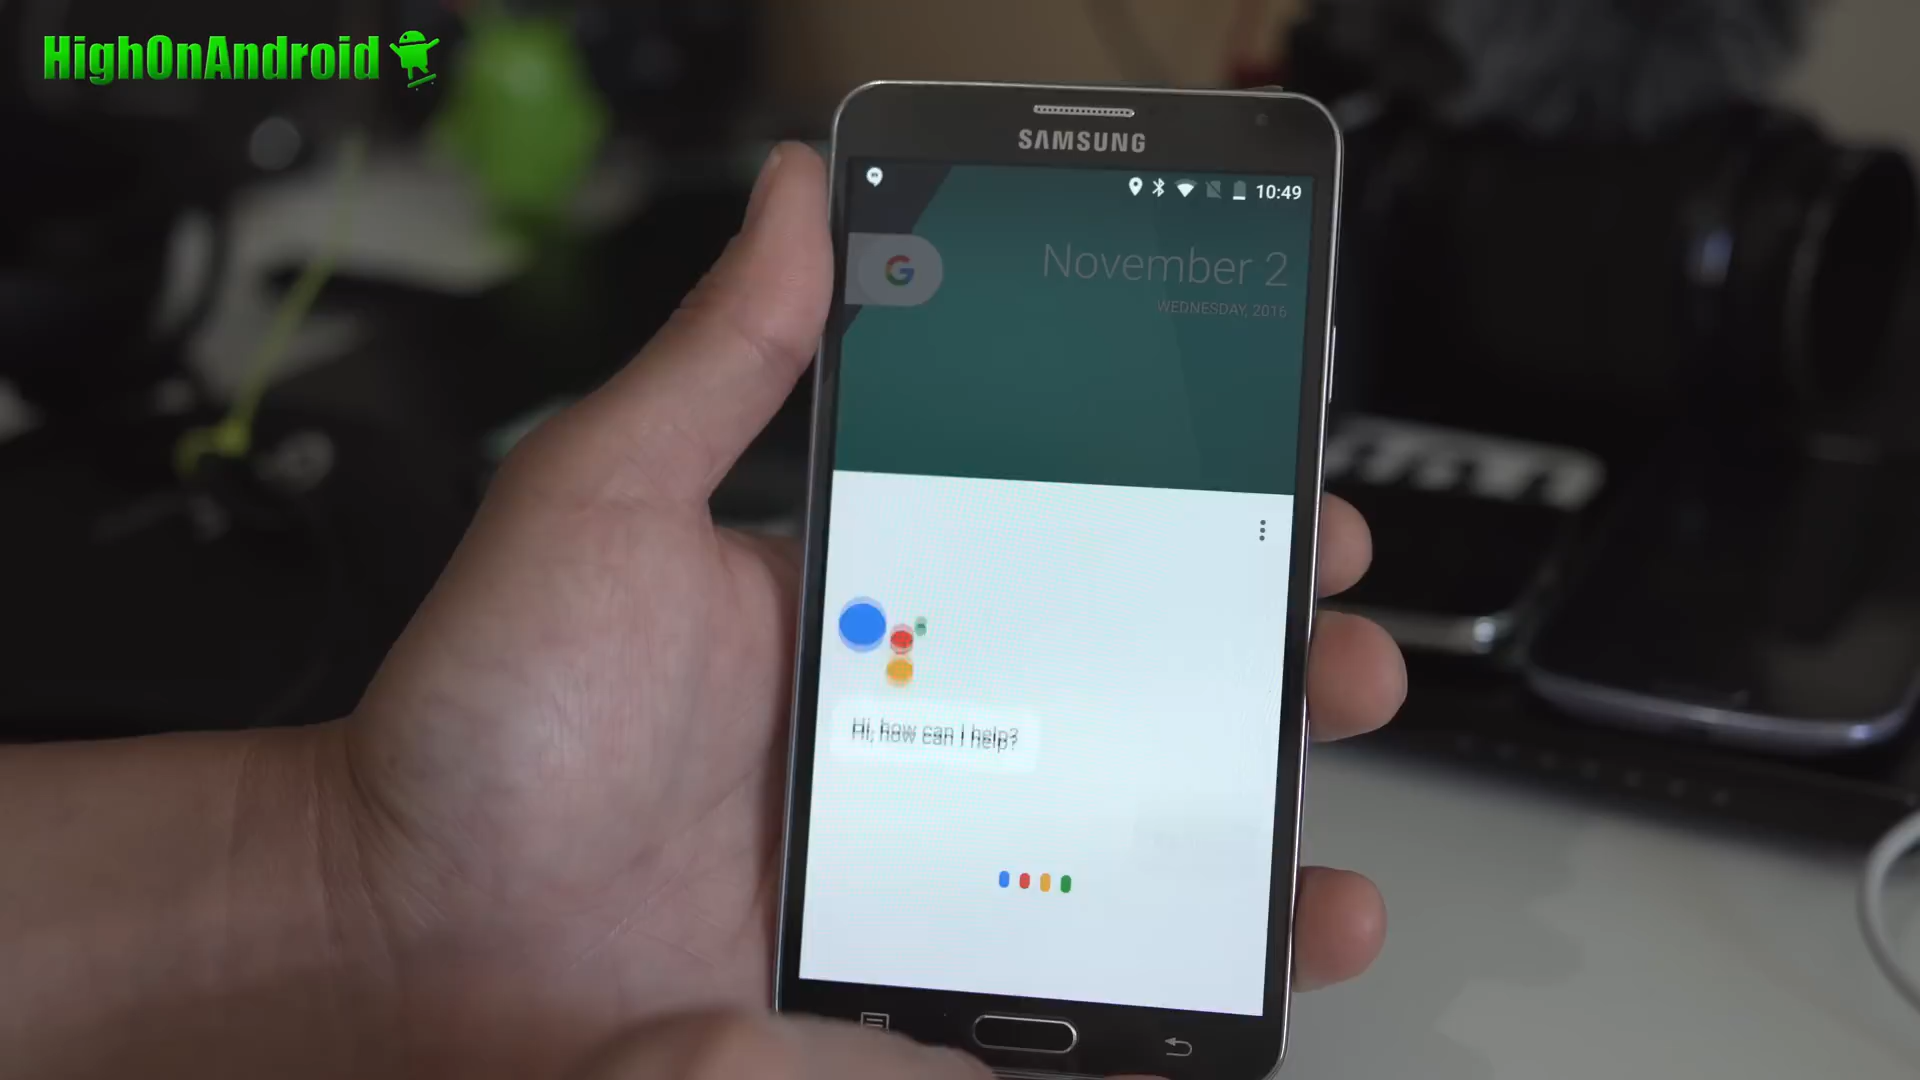 HighOnAndroid
SAMSUNG
10:49
G
November 2
WEDNESDAY, 2016
Hi, how can I help?